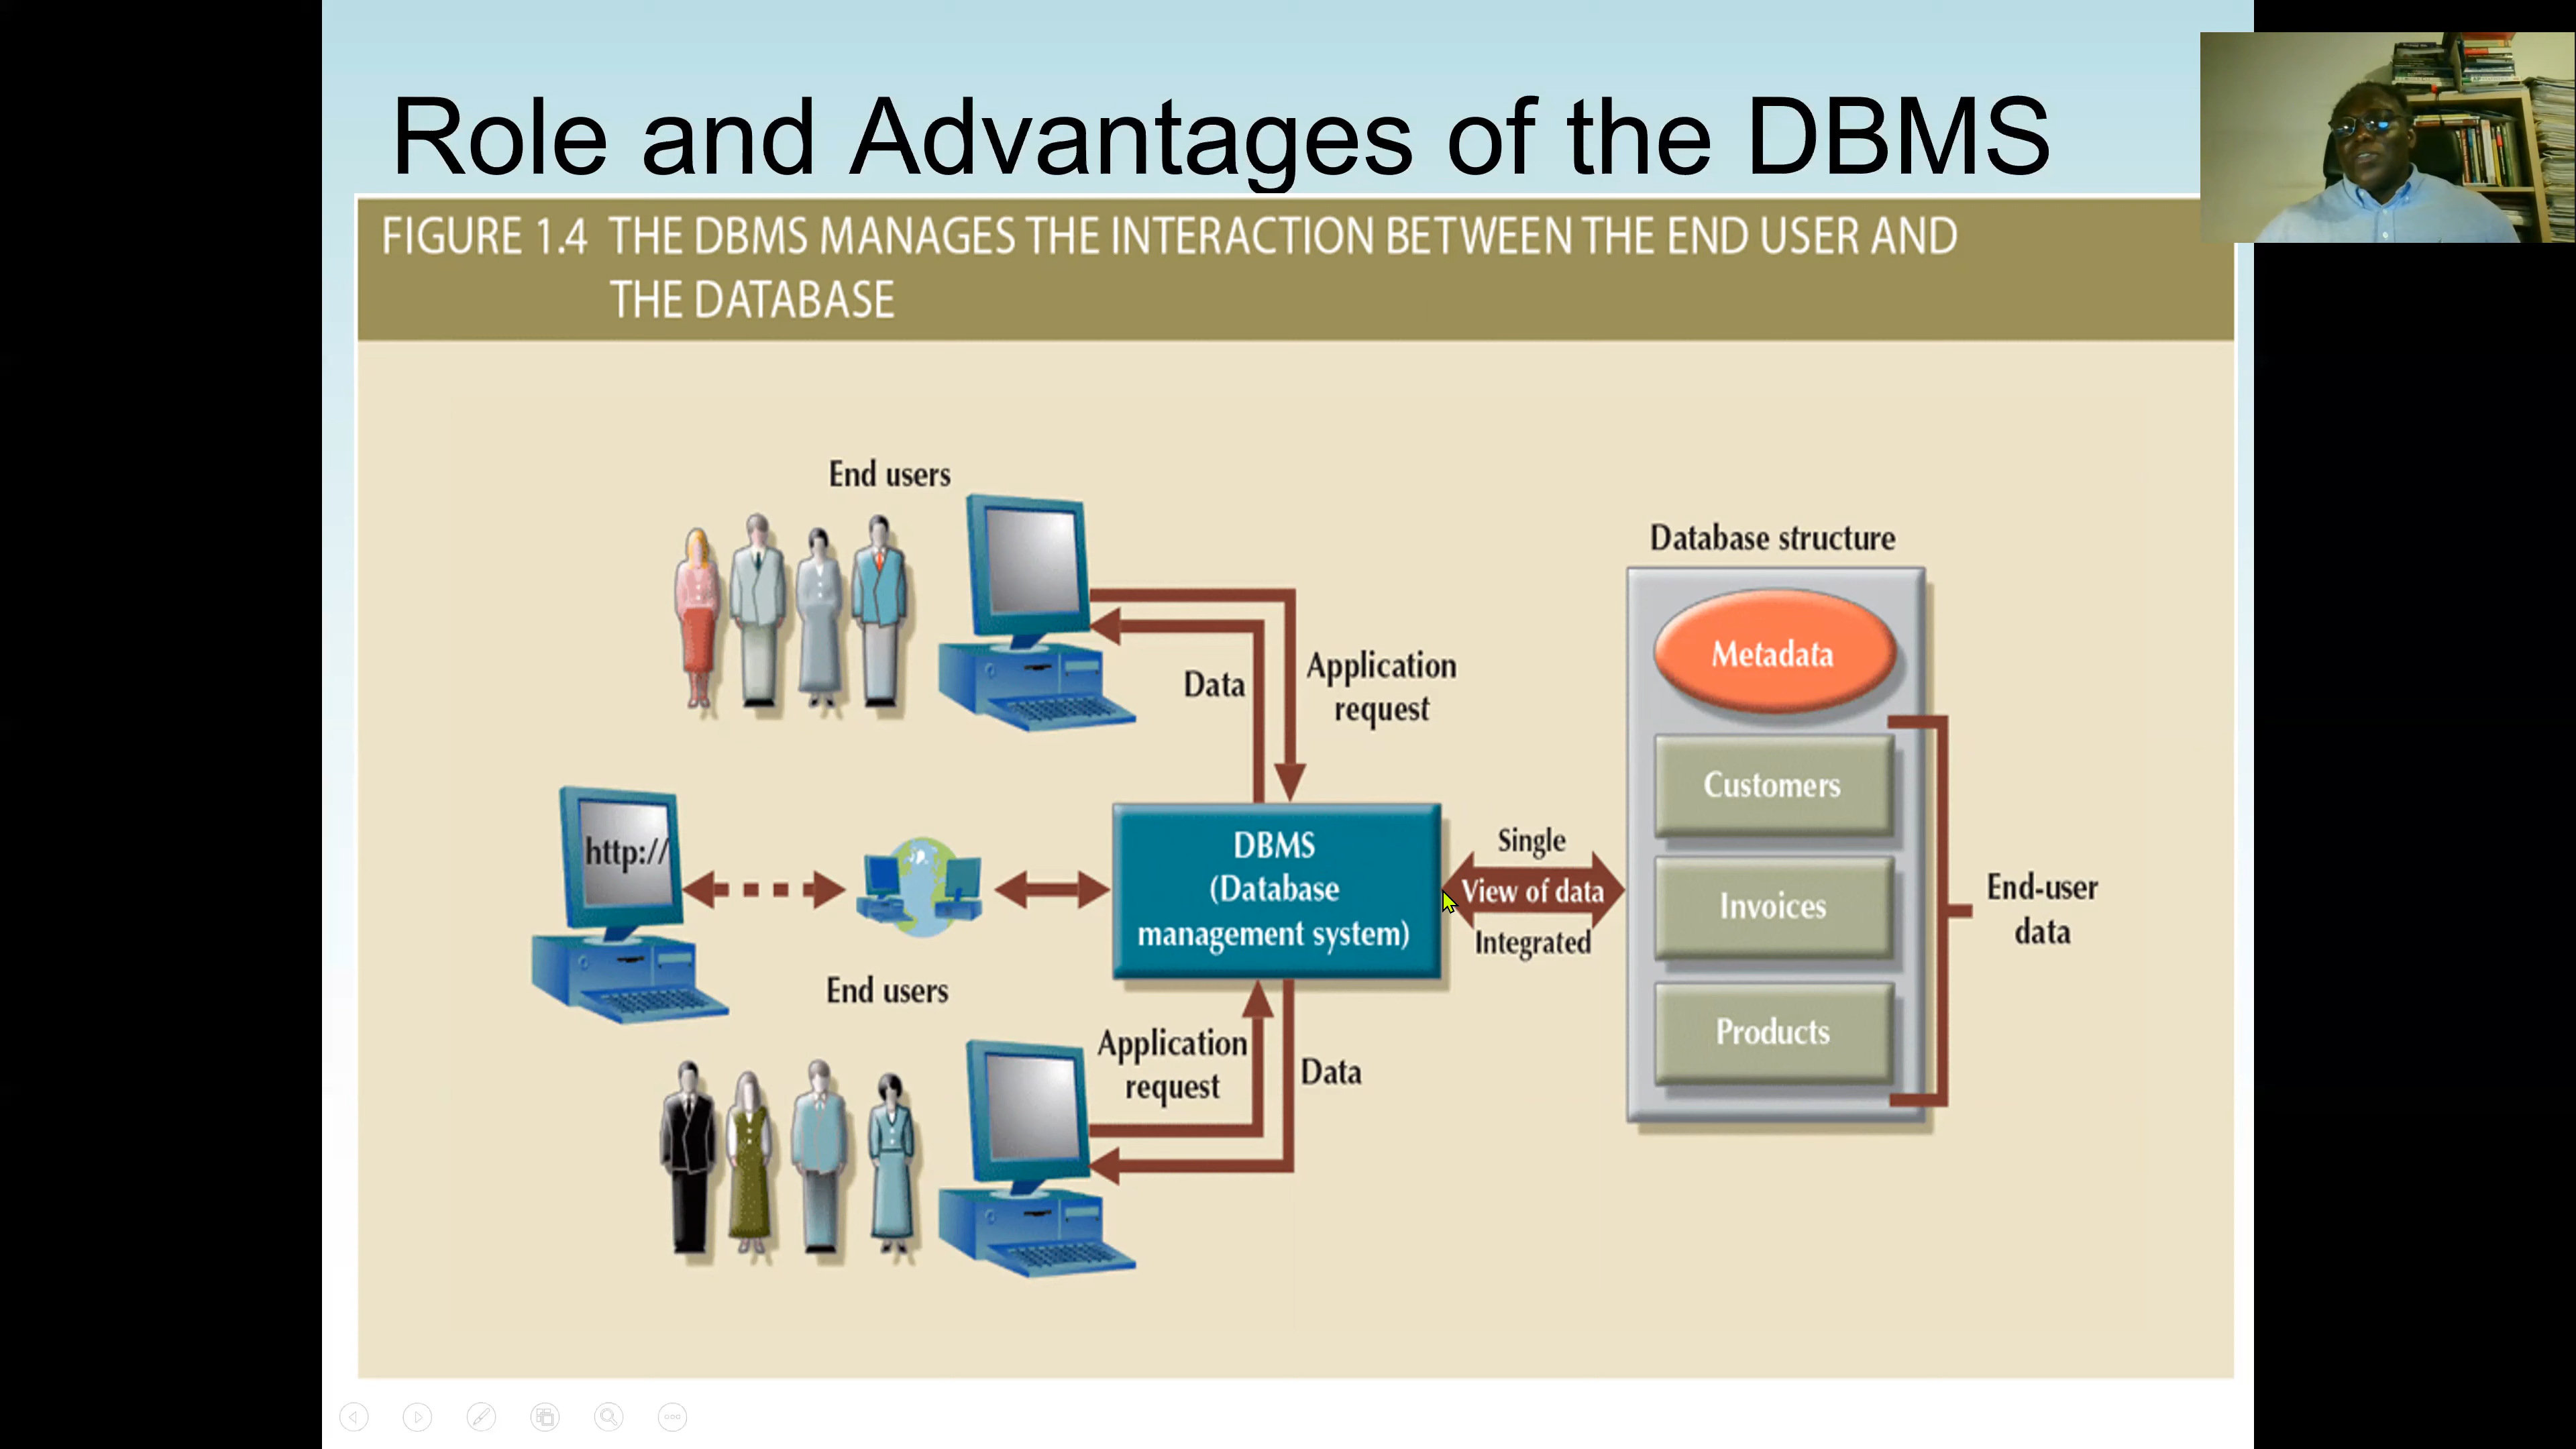 Role and Advantages of the DBMS
FIGURE 1.4 THE DBMS MANAGES THE INTERACTION BETWEEN THE END USER AND
THE DATABASE
End users
Database structure
Metadata
Data
Application
request
Customers
http://
DBMS
(Database
management system)
Single
View of data
Integrated
Invoices
End-user
data
End users
Application
request
Data
Products